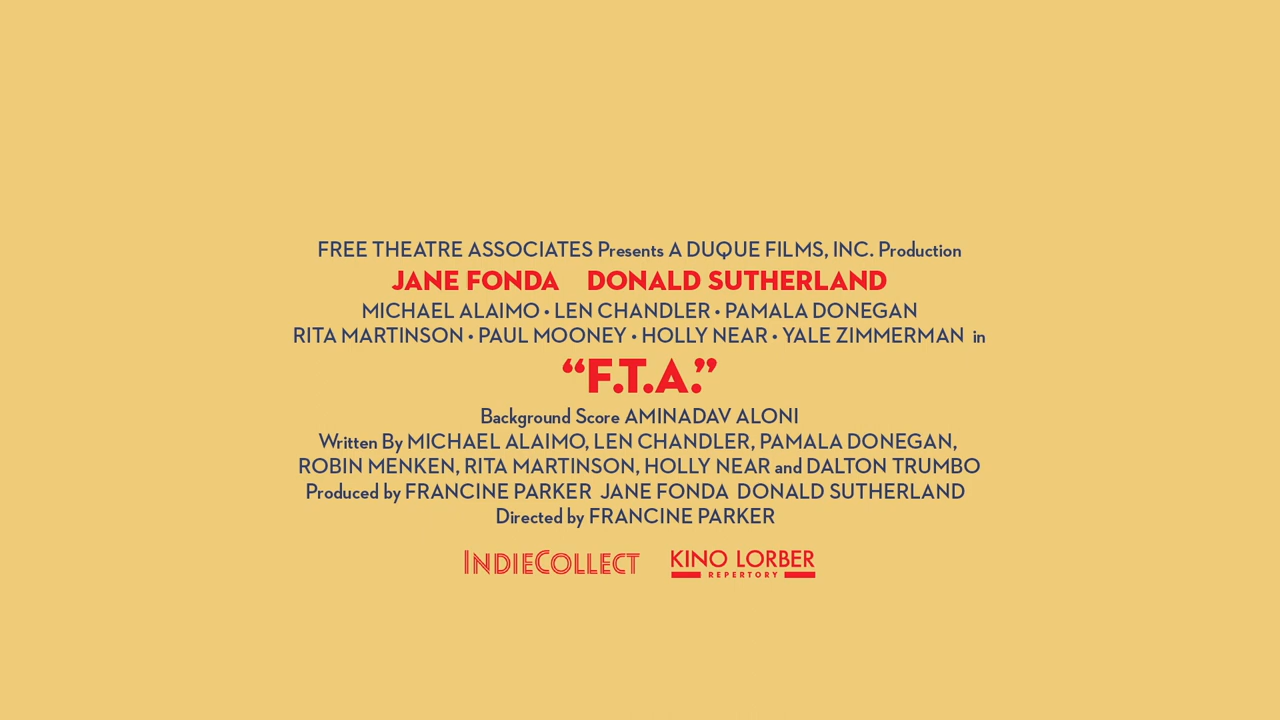 FREE THEATRE ASSOCIATES Presents A DUQUE FILMS, INC. Production
JANE FONDA DONALD SUTHERLAND
MICHAEL ALAIMO • LEN CHANDLER • PAMALA DONEGAN
RITA MARTINSON • PAUL MOONEY • HOLLY NEAR • YALE ZIMMERMAN in
“F.T.A.”
Background Score AMINADAV ALONI
Written By MICHAEL ALAIMO, LEN CHANDLER, PAMALA DONEGAN,
ROBIN MENKEN, RITA MARTINSON, HOLLY NEAR and DALTON TRUMBO
Produced by FRANCINE PARKER JANE FONDA DONALD SUTHERLAND
Directed by FRANCINE PARKER
INDIECOLLECT
KINO LORBER
REPERTORY